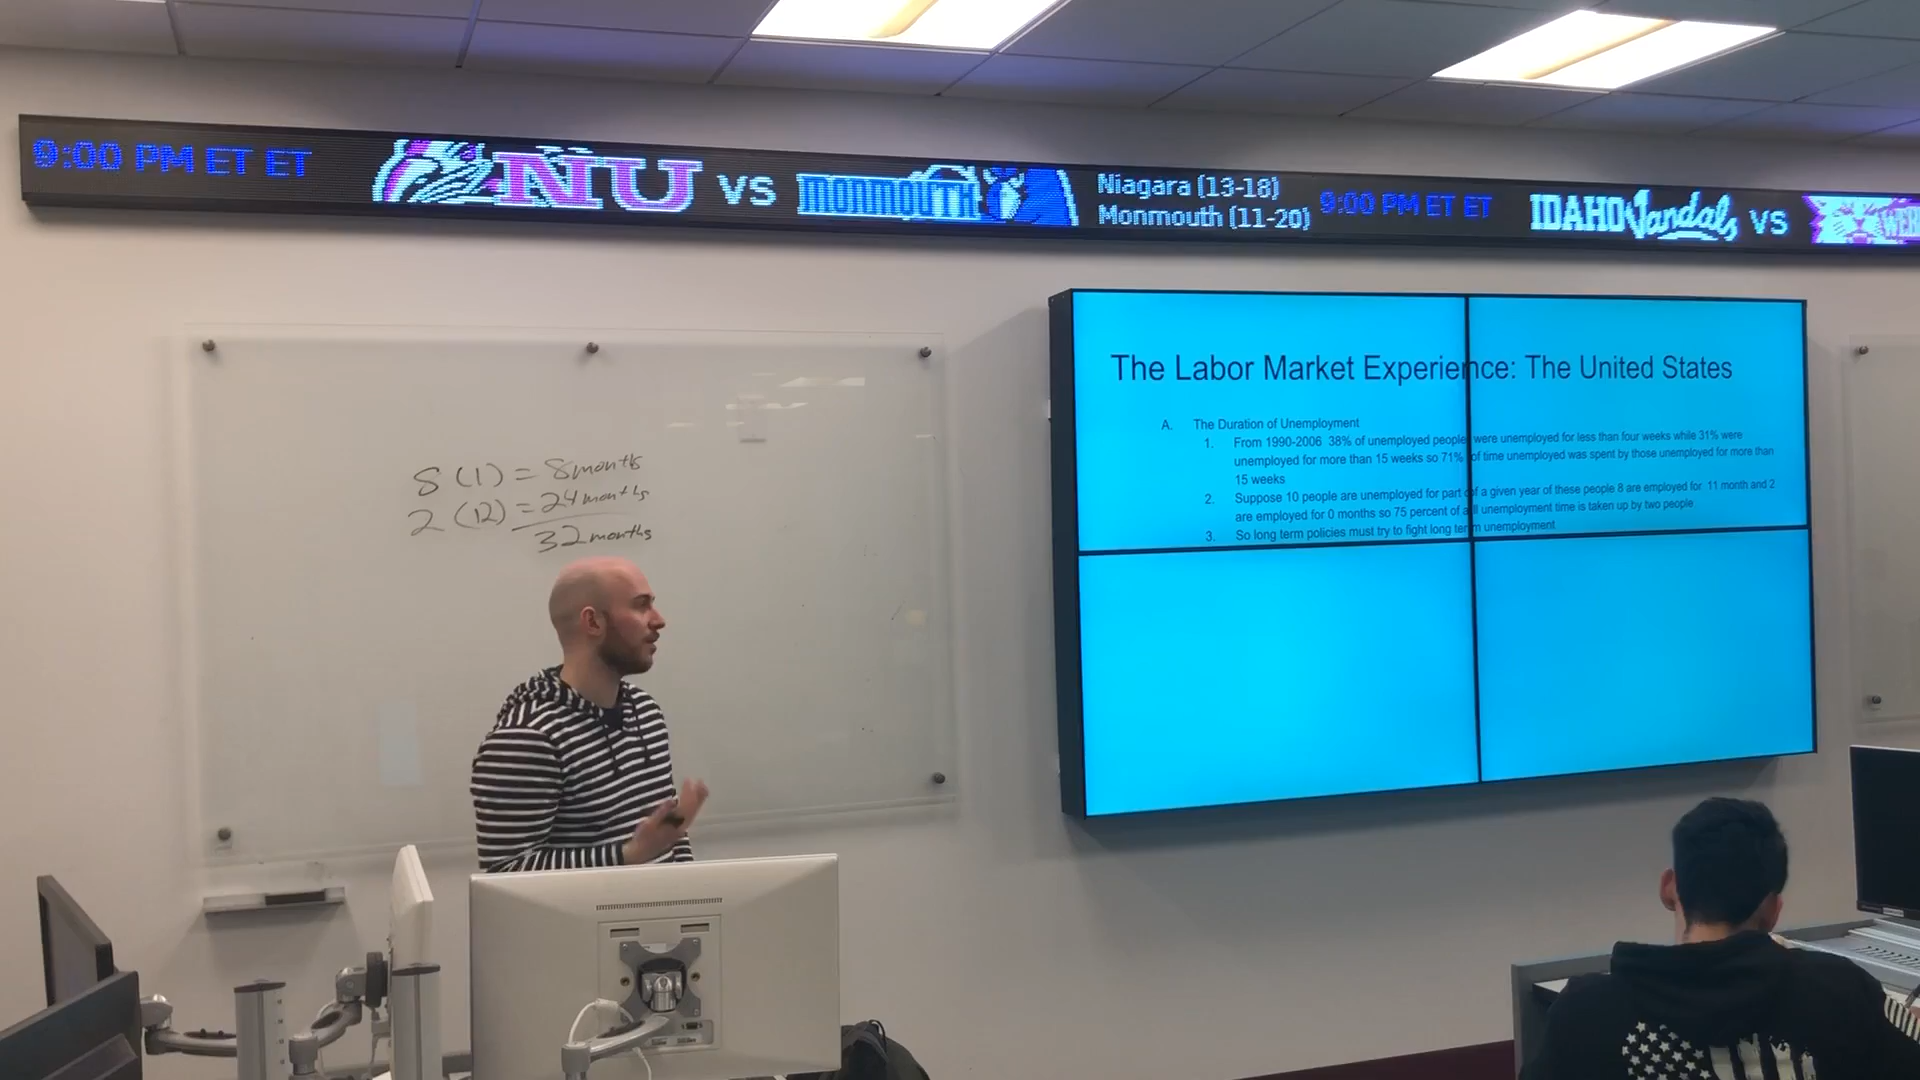 9:00 PM ET ET
NU VS MONMOUTH
Niagara (13-18)
Monmouth (11-20)
9:00 PM ET ET
IDAHO Vandals VS
8 (1) = 8 months
2 (12) = 24 months
32 months
The Labor Market Experience: The United States
A. The Duration of Unemployment
1. From 1990-2006 38% of unemployed people were unemployed for less than four weeks while 31% were
unemployed for more than 15 weeks so 71% of time unemployed was spent by those unemployed for more than
15 weeks
2. Suppose 10 people are unemployed for part of a given year of these people 8 are employed for 11 month and 2
are employed for 0 months so 75 percent of all unemployment time is taken up by two people
3. So long term policies must try to fight long term unemployment